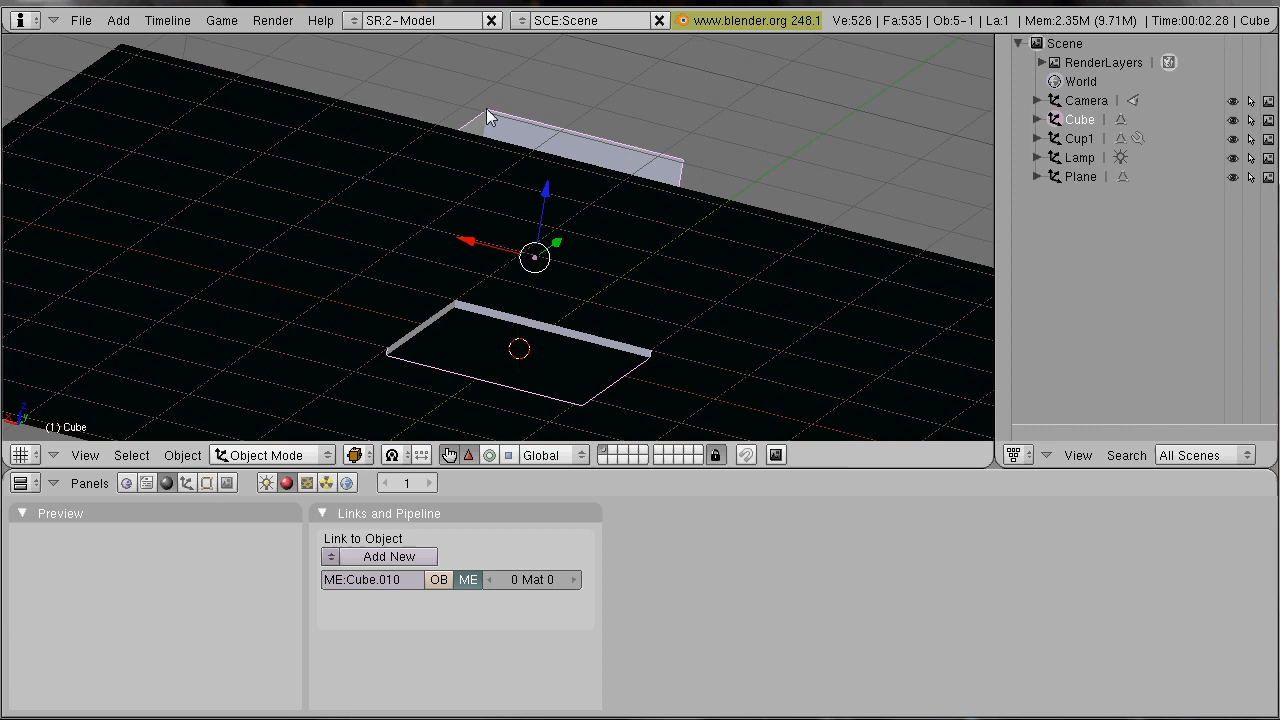 File Add Timeline Game Render Help SR:2-Model SCE:Scene www.blender.org 248.1 Ve:526 | Fa:535 | Ob:5-1 | La:1 | Mem:2.35M (9.71M) | Time:00:02.28 | Cube
Scene
RenderLayers
World
Camera
Cube
Cup1
Lamp
Plane
(1) Cube
View Select Object Object Mode Global View Search All Scenes
Panels 1
Preview Links and Pipeline
Link to Object
Add New
ME:Cube.010 OB ME 0 Mat 0